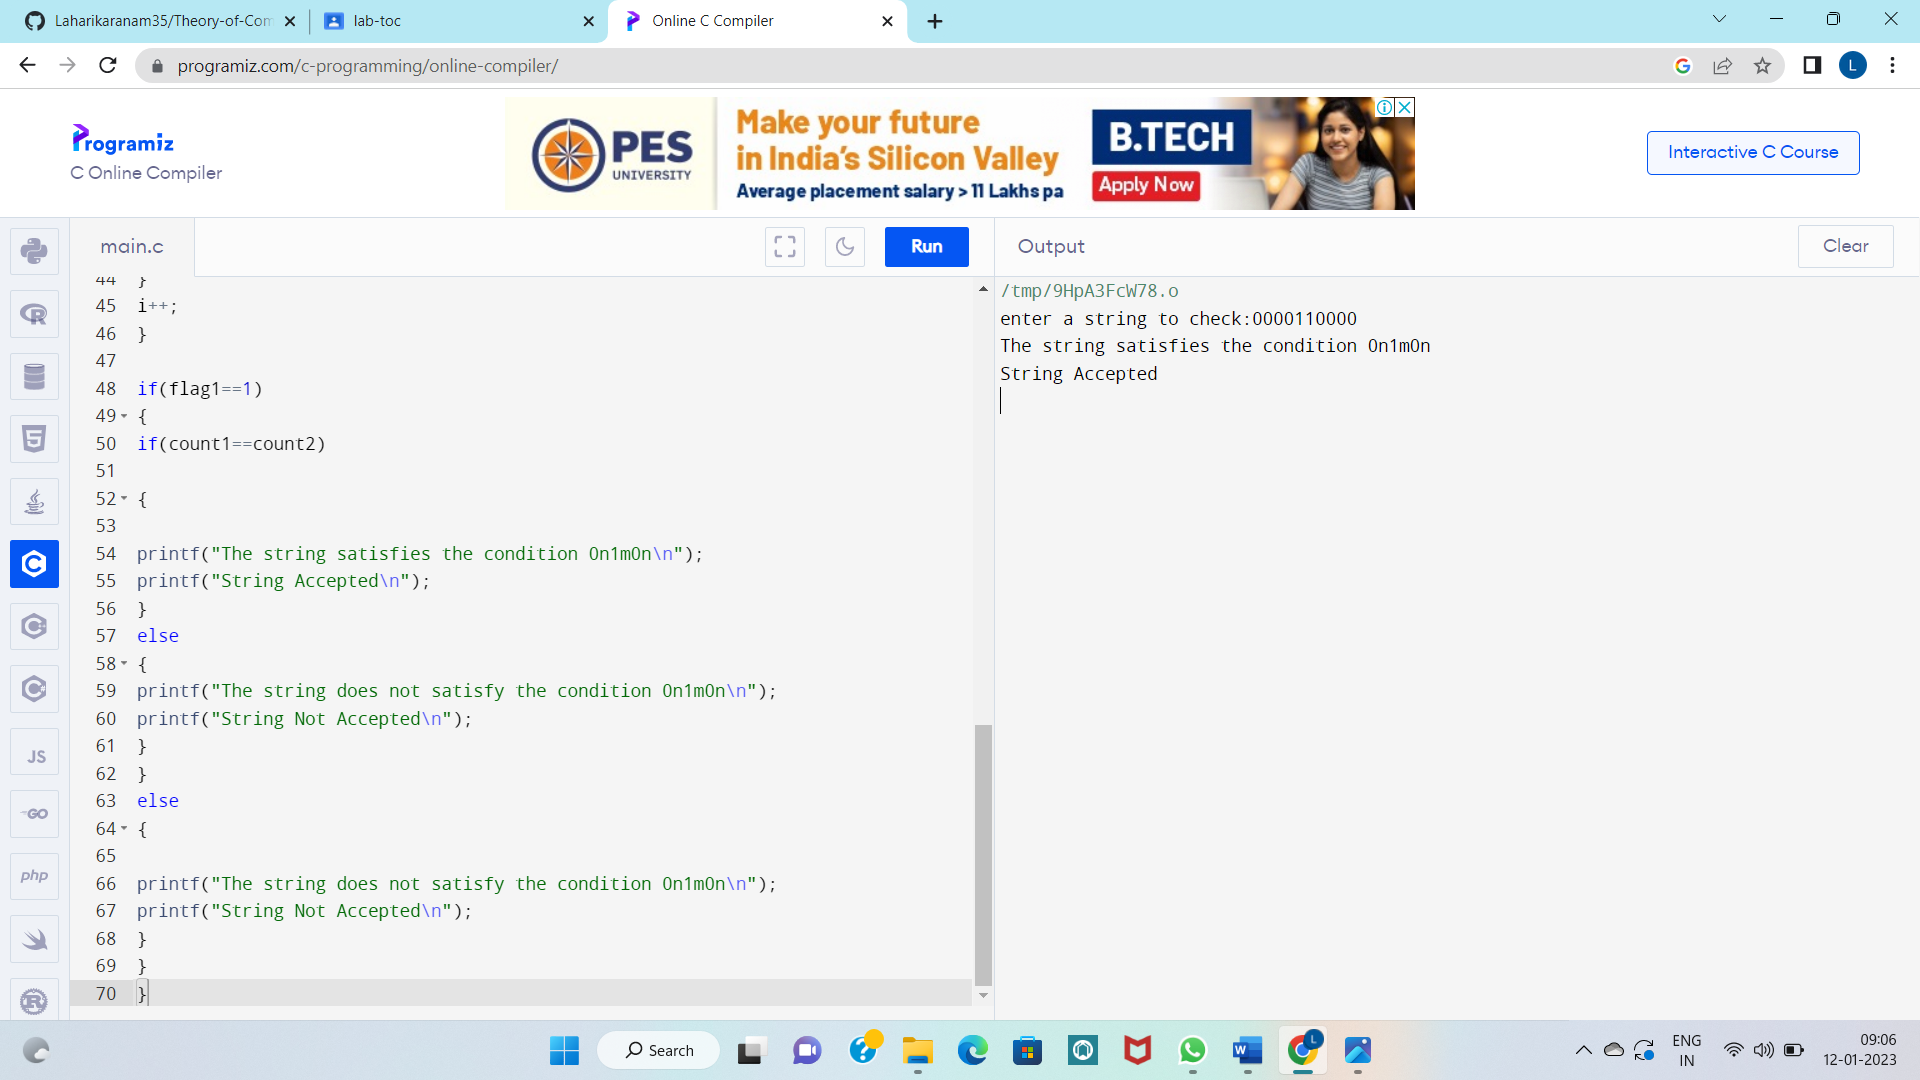 Laharikaranam35/Theory-of-Com
lab-toc
Online C Compiler
programiz.com/c-programming/online-compiler/
L
Programiz
C Online Compiler
PES
UNIVERSITY
Make your future
in India's Silicon Valley
Average placement salary > 11 Lakhs pa
B.TECH
Apply Now
Interactive C Course
main.c
Run
Output
Clear
44 }
45 i++;
46 }
47
48 if(flag1==1)
49 {
50 if(count1==count2)
51
52 {
53
54 printf("The string satisfies the condition 0n1m0n\n");
55 printf("String Accepted\n");
56 }
57 else
58 {
59 printf("The string does not satisfy the condition 0n1m0n\n");
60 printf("String Not Accepted\n");
61 }
62 }
63 else
64 {
65
66 printf("The string does not satisfy the condition 0n1m0n\n");
67 printf("String Not Accepted\n");
68 }
69 }
70 }
/tmp/9HpA3FcW78.o
enter a string to check:0000110000
The string satisfies the condition 0n1m0n
String Accepted
JS
GO
php
Search
L
ENG
IN
09:06
12-01-2023